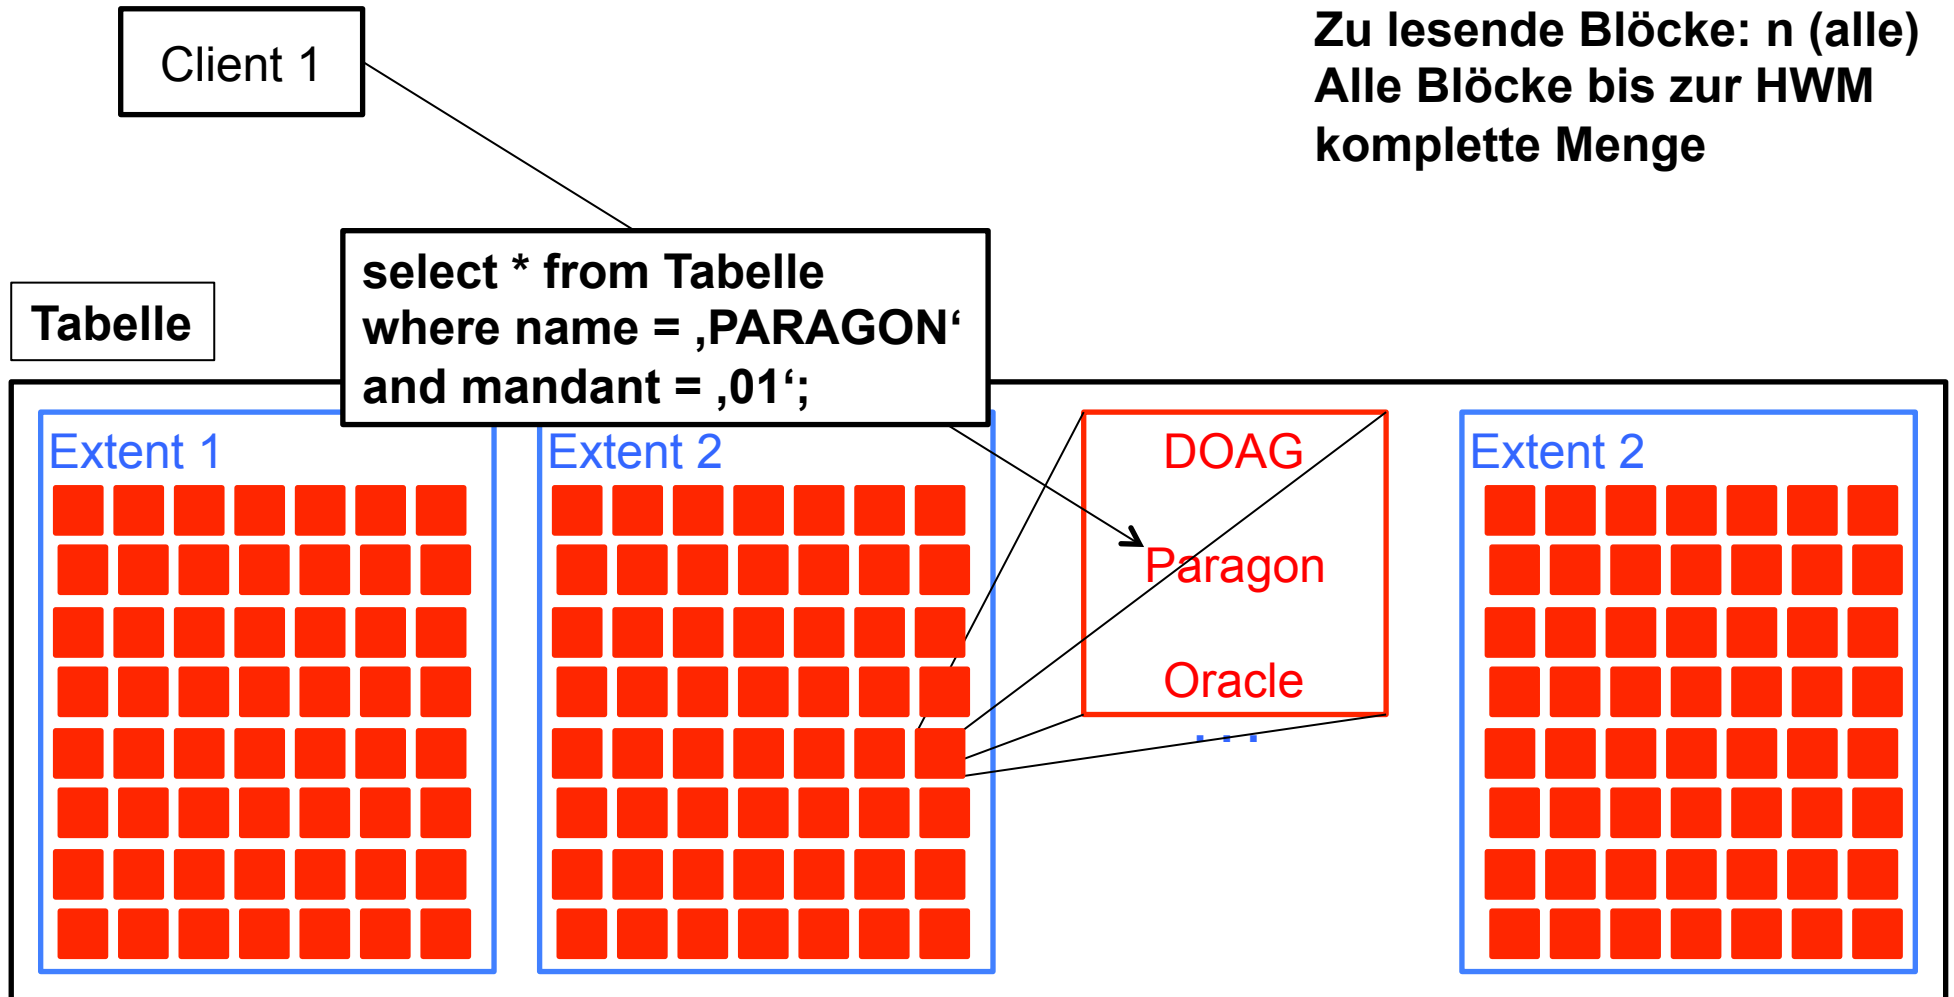 Client 1
Zu lesende Blöcke: n (alle)
Alle Blöcke bis zur HWM
komplette Menge
select * from Tabelle
where name = ‚PARAGON‘
and mandant = ‚01‘;
Tabelle
Extent 1
Extent 2
DOAG
Paragon
Oracle
...
Extent 2